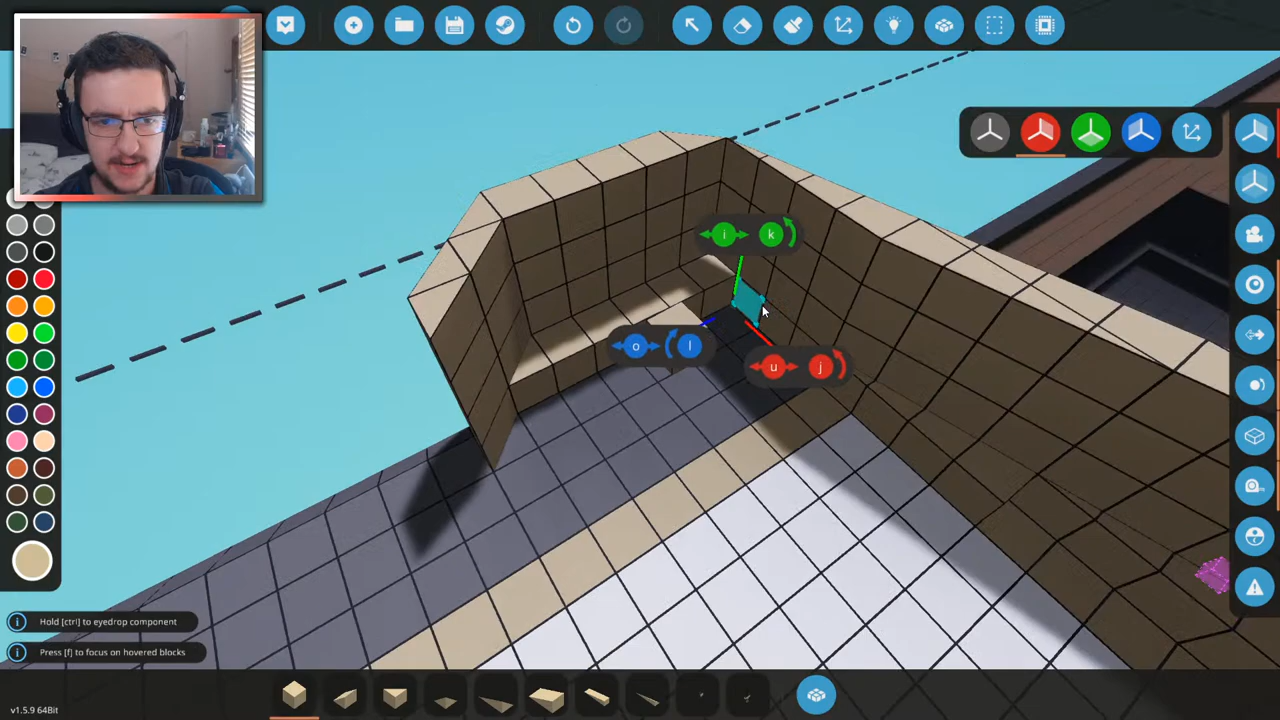 i k
o l
u j
Hold [ctrl] to eyedrop component
Press [f] to focus on hovered blocks
v1.5.9 64Bit